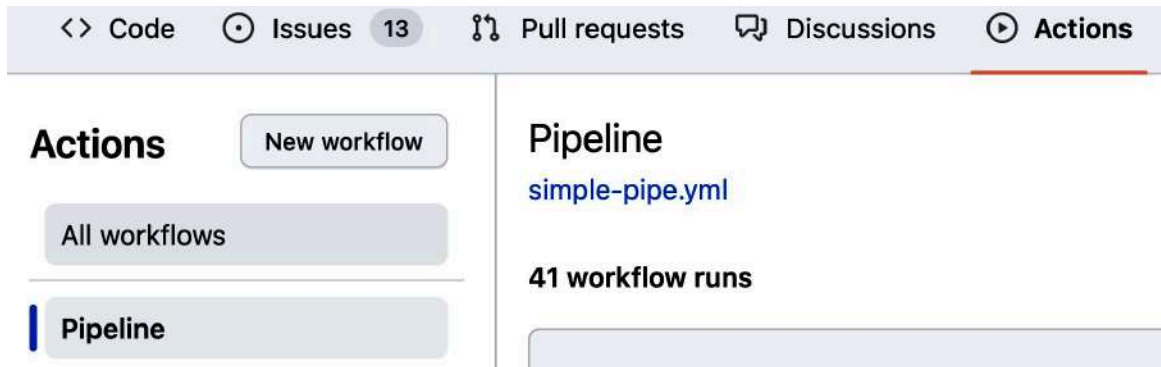 <> Code Issues 13 Pull requests Discussions Actions
Actions New workflow
All workflows
Pipeline
Pipeline
simple-pipe.yml
41 workflow runs